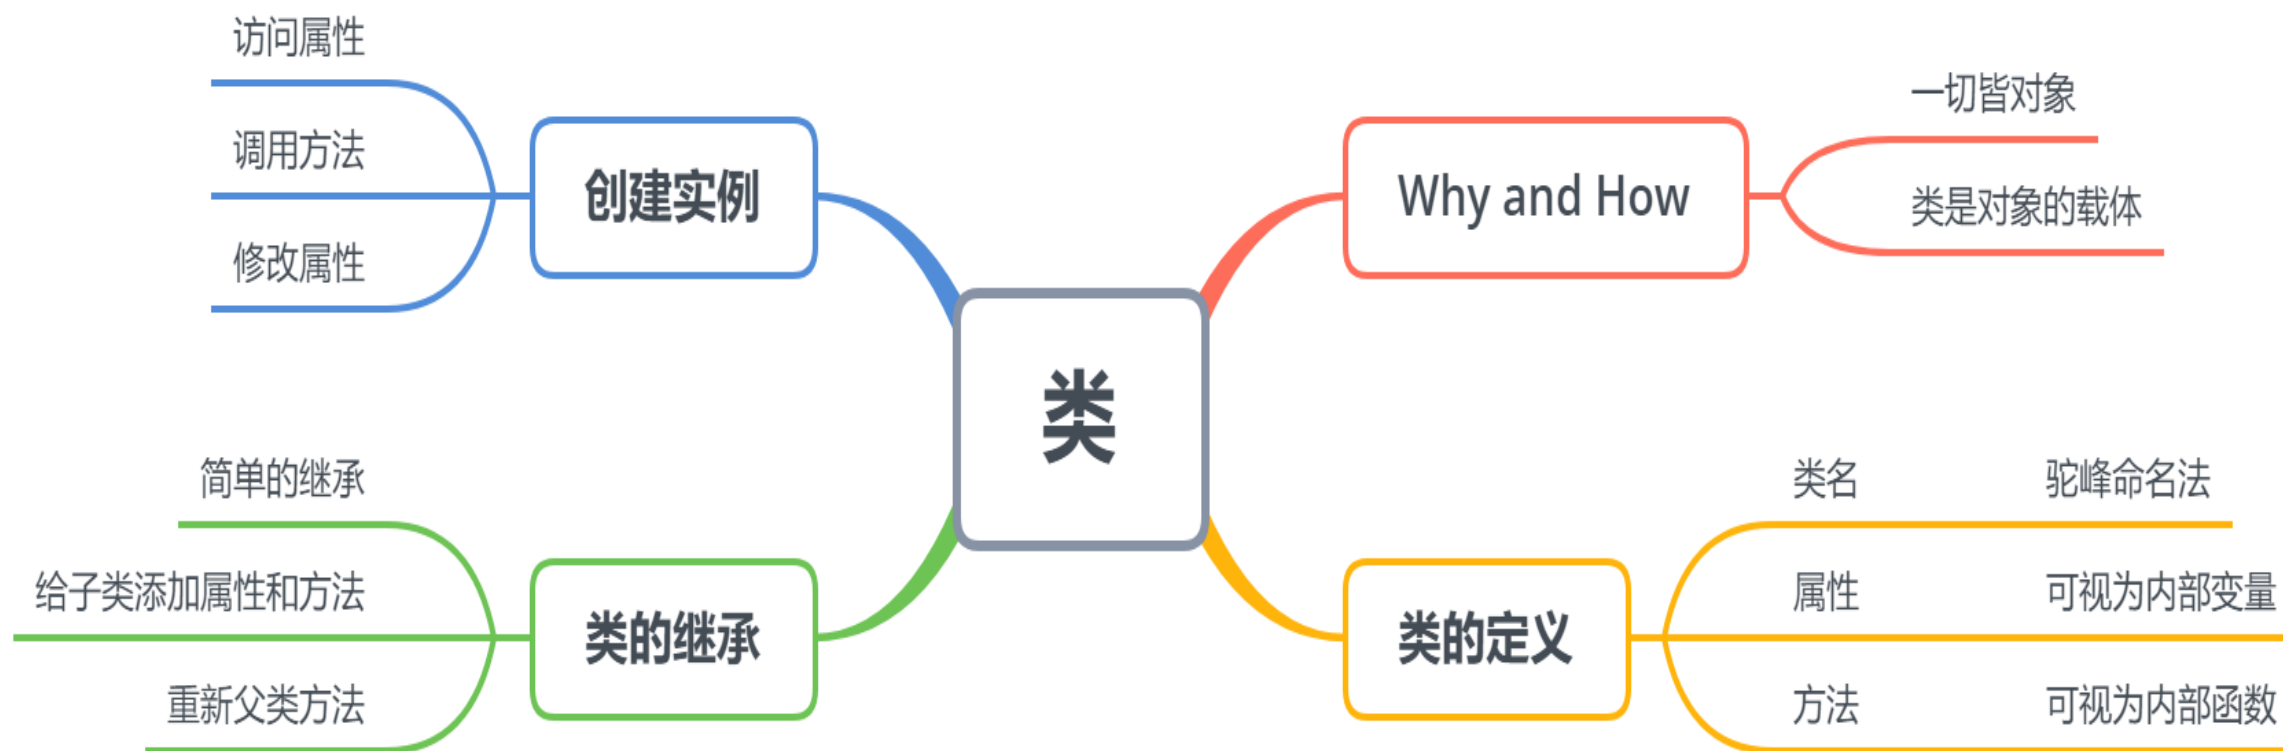 类
Why and How
一切皆对象
类是对象的载体
类的定义
类名 驼峰命名法
属性 可视为内部变量
方法 可视为内部函数
创建实例
访问属性
调用方法
修改属性
类的继承
简单的继承
给子类添加属性和方法
重新父类方法